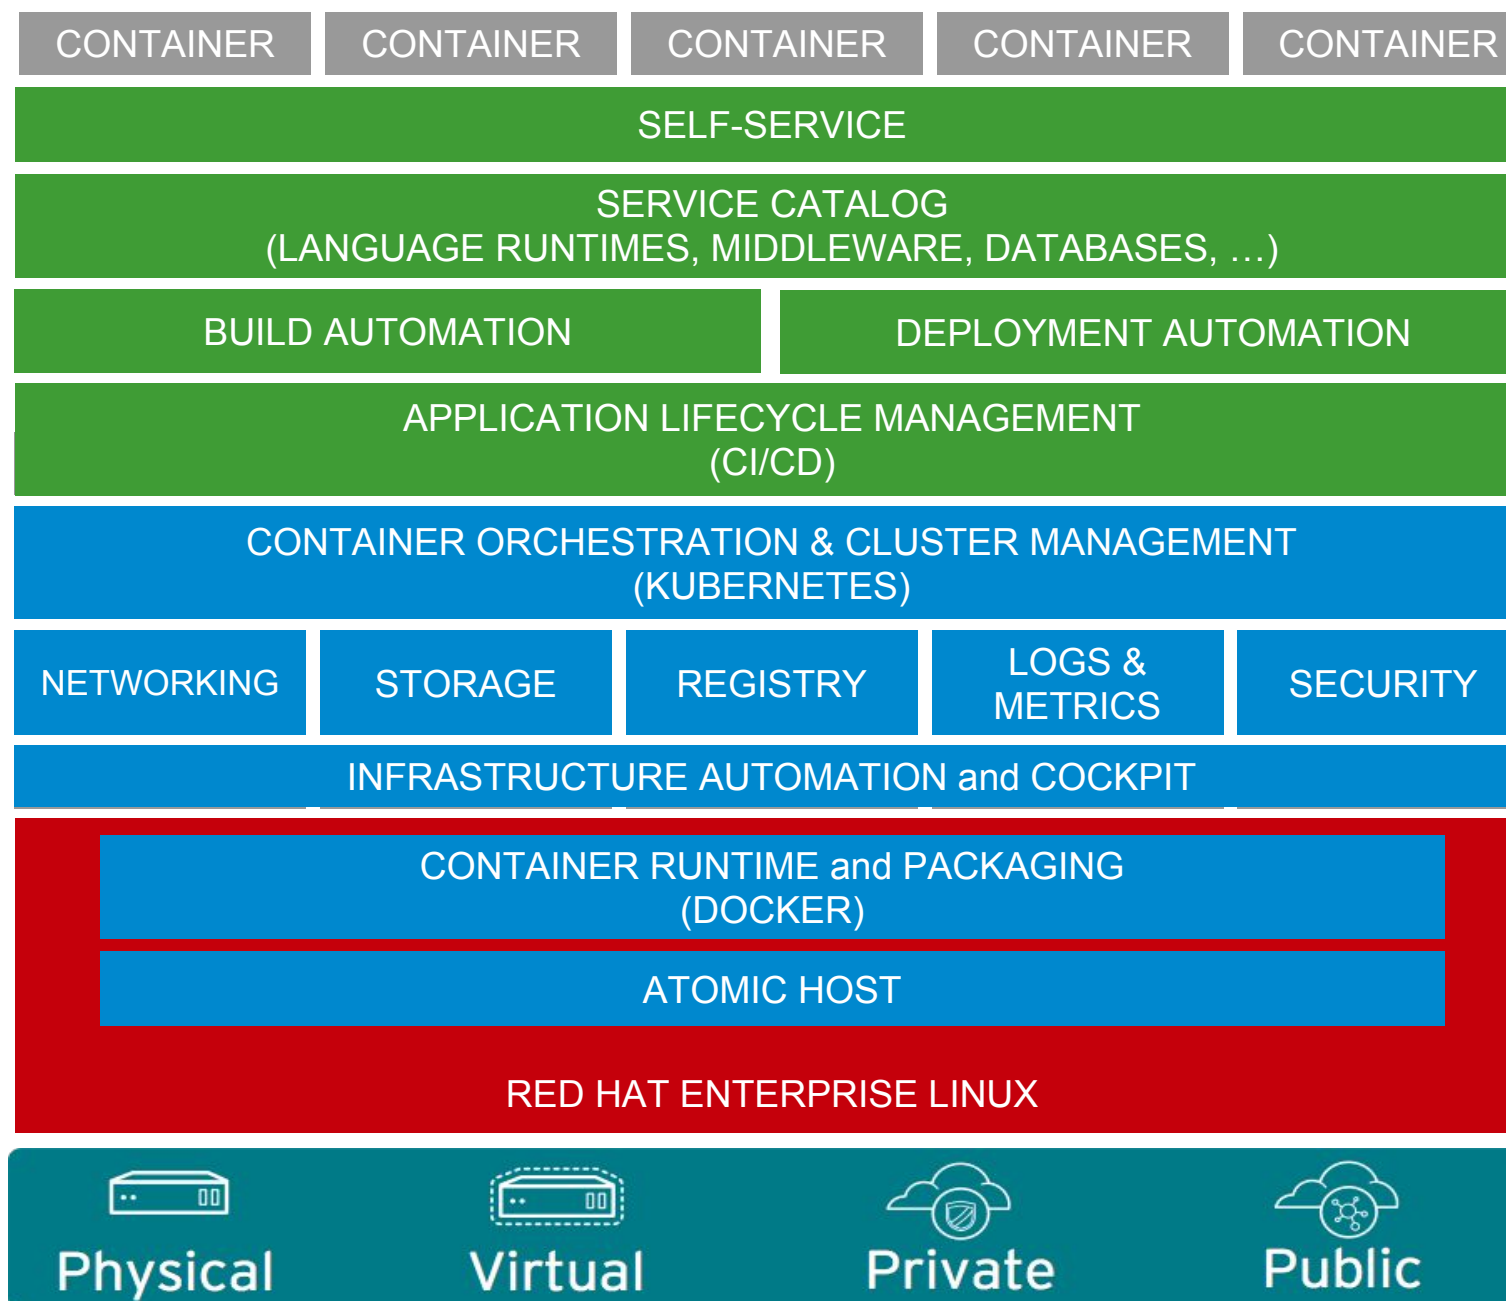 CONTAINER CONTAINER CONTAINER CONTAINER CONTAINER
SELF-SERVICE
SERVICE CATALOG
(LANGUAGE RUNTIMES, MIDDLEWARE, DATABASES, …)
BUILD AUTOMATION DEPLOYMENT AUTOMATION
APPLICATION LIFECYCLE MANAGEMENT
(CI/CD)
CONTAINER ORCHESTRATION & CLUSTER MANAGEMENT
(KUBERNETES)
NETWORKING
STORAGE
REGISTRY
LOGS &
METRICS
SECURITY
INFRASTRUCTURE AUTOMATION and COCKPIT
CONTAINER RUNTIME and PACKAGING
(DOCKER)
ATOMIC HOST
RED HAT ENTERPRISE LINUX
Physical Virtual Private Public